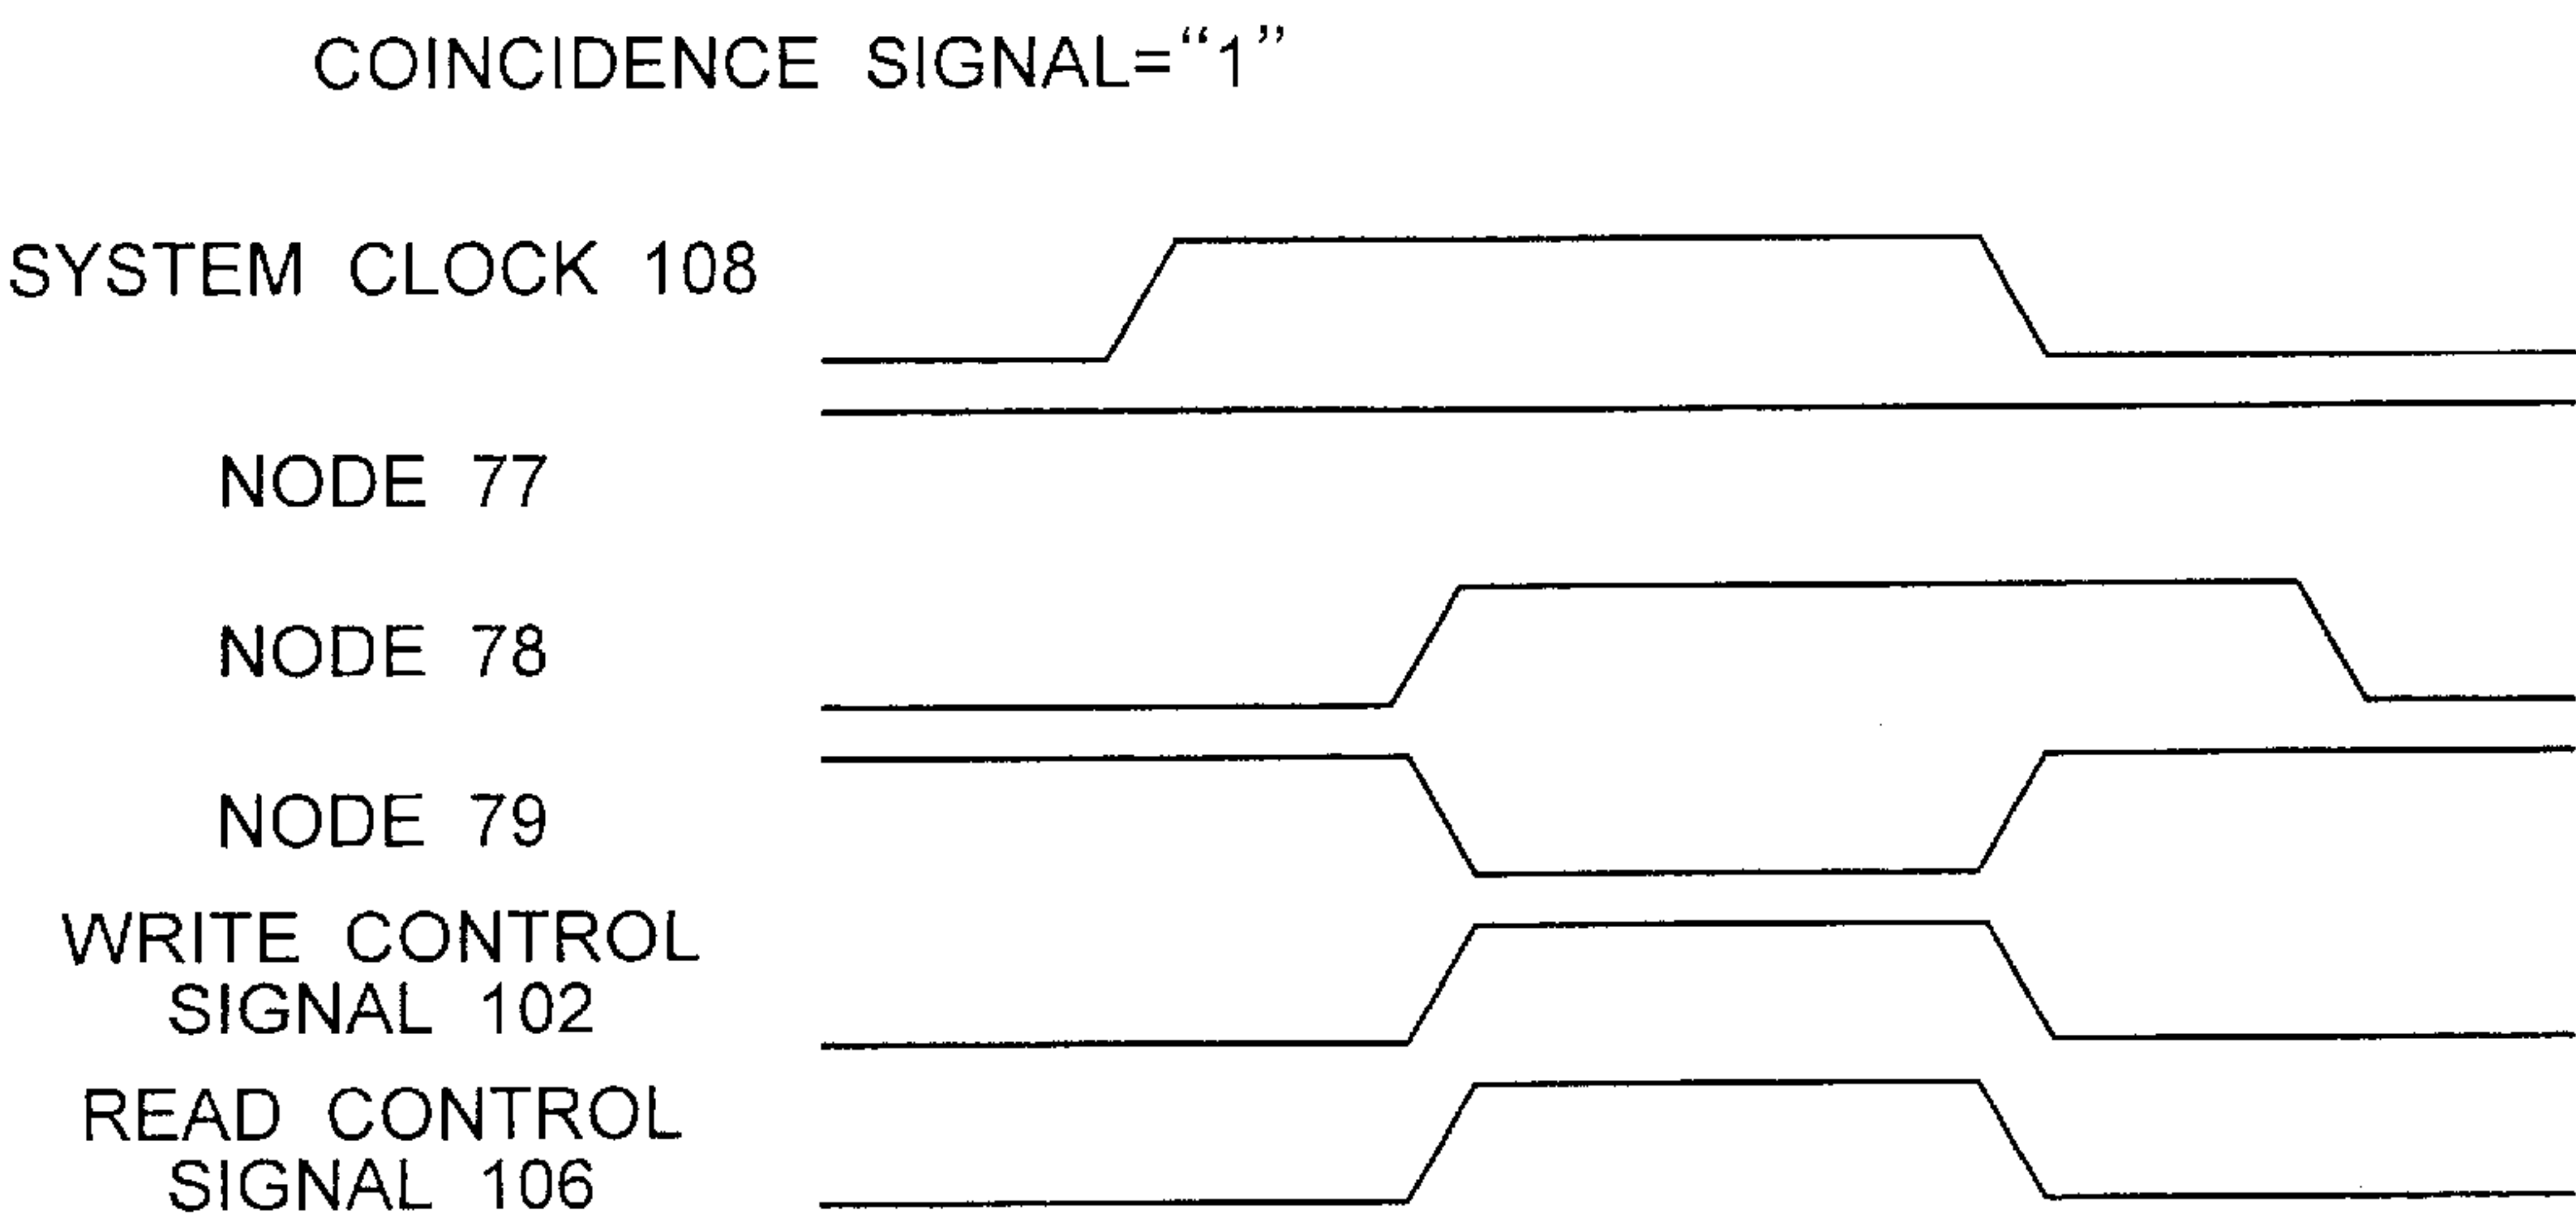 COINCIDENCE SIGNAL=“1”
SYSTEM CLOCK 108
NODE 77
NODE 78
NODE 79
WRITE CONTROL
SIGNAL 102
READ CONTROL
SIGNAL 106